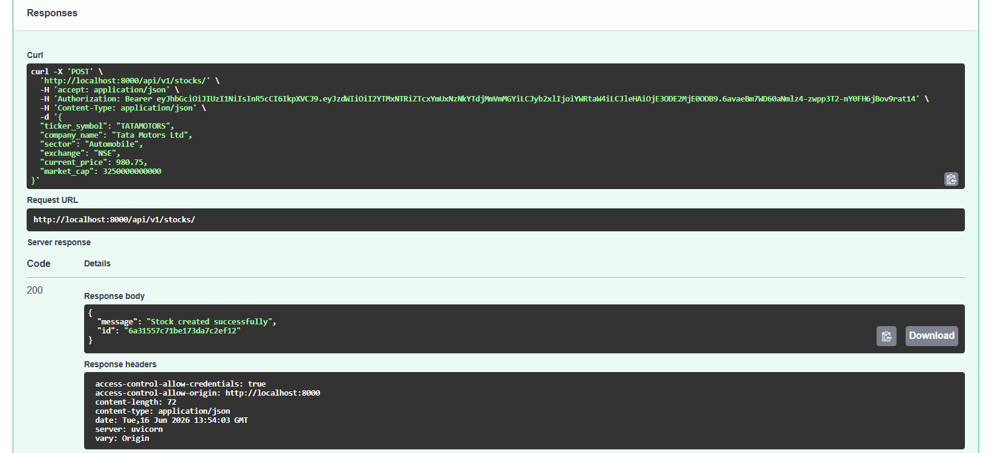 Responses
Curl
curl -X 'POST' \
  'http://localhost:8000/api/v1/stocks/' \
  -H 'accept: application/json' \
  -H 'Authorization: Bearer eyJhbGciOiJIUzI1NiIsInR5cCI6IkpXVCJ9.eyJzdWIiOiI2YTMxNTRiZTcxYmUxNzNkYTdjMmVmMGYiLCJyb2xlIjoiYWRtaW4iLCJleHAiOjE3ODE2MjE0ODB9.6avaeBm7WD60aNmlz4-zwpp3T2-nY0FH6jBov9rat14' \
  -H 'Content-Type: application/json' \
  -d '{
  "ticker_symbol": "TATAMOTORS",
  "company_name": "Tata Motors Ltd",
  "sector": "Automobile",
  "exchange": "NSE",
  "current_price": 980.75,
  "market_cap": 3250000000000
}'
Request URL
http://localhost:8000/api/v1/stocks/
Server response
Code Details
200
Response body
{
  "message": "Stock created successfully",
  "id": "6a31557c71be173da7c2ef12"
}
Download
Response headers
access-control-allow-credentials: true
access-control-allow-origin: http://localhost:8000
content-length: 72
content-type: application/json
date: Tue,16 Jun 2026 13:54:03 GMT
server: uvicorn
vary: Origin